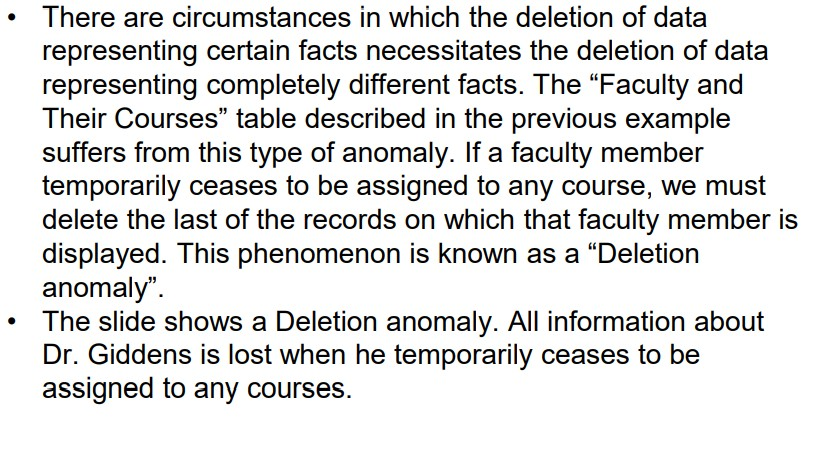 • There are circumstances in which the deletion of data
representing certain facts necessitates the deletion of data
representing completely different facts. The “Faculty and
Their Courses” table described in the previous example
suffers from this type of anomaly. If a faculty member
temporarily ceases to be assigned to any course, we must
delete the last of the records on which that faculty member is
displayed. This phenomenon is known as a “Deletion
anomaly”.
• The slide shows a Deletion anomaly. All information about
Dr. Giddens is lost when he temporarily ceases to be
assigned to any courses.